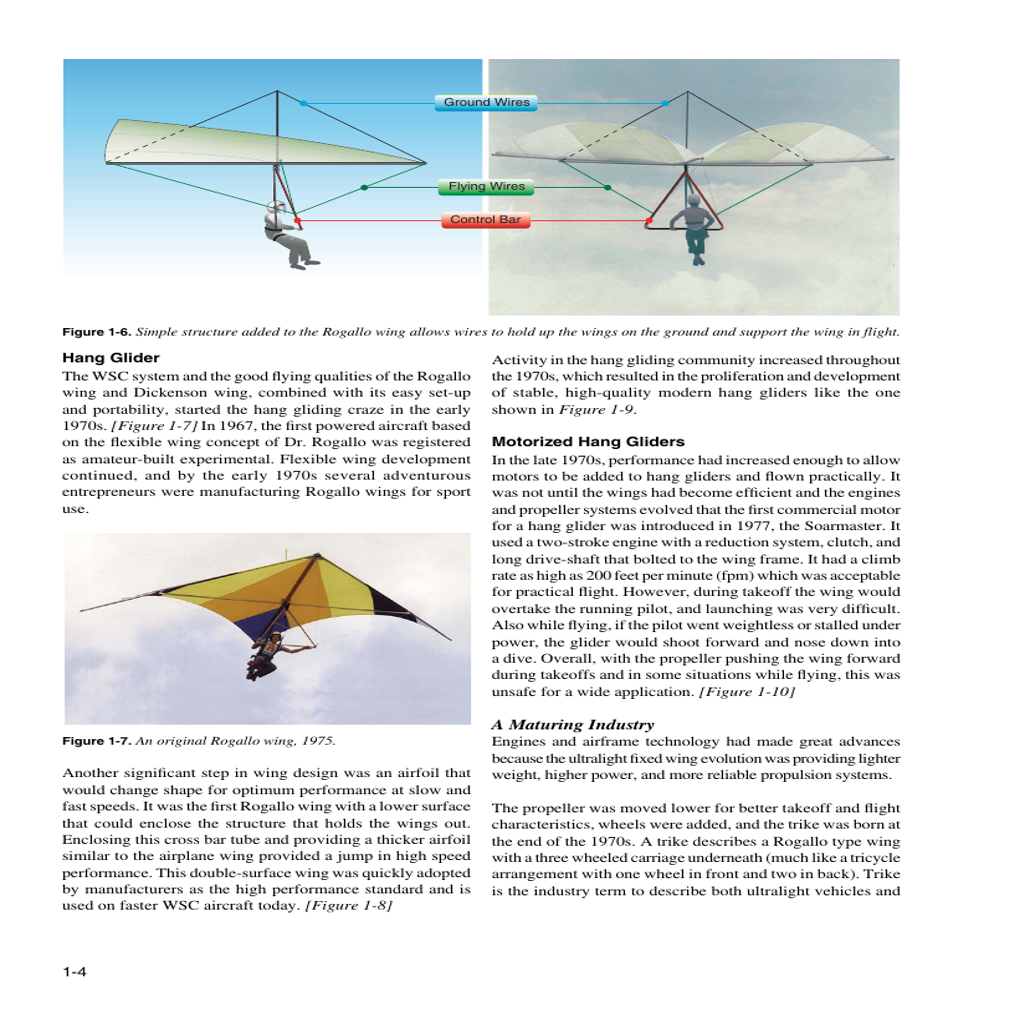 Ground Wires
Flying Wires
Control Bar
Figure 1-6. Simple structure added to the Rogallo wing allows wires to hold up the wings on the ground and support the wing in flight.
Hang Glider
The WSC system and the good flying qualities of the Rogallo
wing and Dickenson wing, combined with its easy set-up
and portability, started the hang gliding craze in the early
1970s. [Figure 1-7] In 1967, the first powered aircraft based
on the flexible wing concept of Dr. Rogallo was registered
as amateur-built experimental. Flexible wing development
continued, and by the early 1970s several adventurous
entrepreneurs were manufacturing Rogallo wings for sport
use.
Figure 1-7. An original Rogallo wing, 1975.
Another significant step in wing design was an airfoil that
would change shape for optimum performance at slow and
fast speeds. It was the first Rogallo wing with a lower surface
that could enclose the structure that holds the wings out.
Enclosing this cross bar tube and providing a thicker airfoil
similar to the airplane wing provided a jump in high speed
performance. This double-surface wing was quickly adopted
by manufacturers as the high performance standard and is
used on faster WSC aircraft today. [Figure 1-8]
Activity in the hang gliding community increased throughout
the 1970s, which resulted in the proliferation and development
of stable, high-quality modern hang gliders like the one
shown in Figure 1-9.
Motorized Hang Gliders
In the late 1970s, performance had increased enough to allow
motors to be added to hang gliders and flown practically. It
was not until the wings had become efficient and the engines
and propeller systems evolved that the first commercial motor
for a hang glider was introduced in 1977, the Soarmaster. It
used a two-stroke engine with a reduction system, clutch, and
long drive-shaft that bolted to the wing frame. It had a climb
rate as high as 200 feet per minute (fpm) which was acceptable
for practical flight. However, during takeoff the wing would
overtake the running pilot, and launching was very difficult.
Also while flying, if the pilot went weightless or stalled under
power, the glider would shoot forward and nose down into
a dive. Overall, with the propeller pushing the wing forward
during takeoffs and in some situations while flying, this was
unsafe for a wide application. [Figure 1-10]
A Maturing Industry
Engines and airframe technology had made great advances
because the ultralight fixed wing evolution was providing lighter
weight, higher power, and more reliable propulsion systems.
The propeller was moved lower for better takeoff and flight
characteristics, wheels were added, and the trike was born at
the end of the 1970s. A trike describes a Rogallo type wing
with a three wheeled carriage underneath (much like a tricycle
arrangement with one wheel in front and two in back). Trike
is the industry term to describe both ultralight vehicles and
1-4